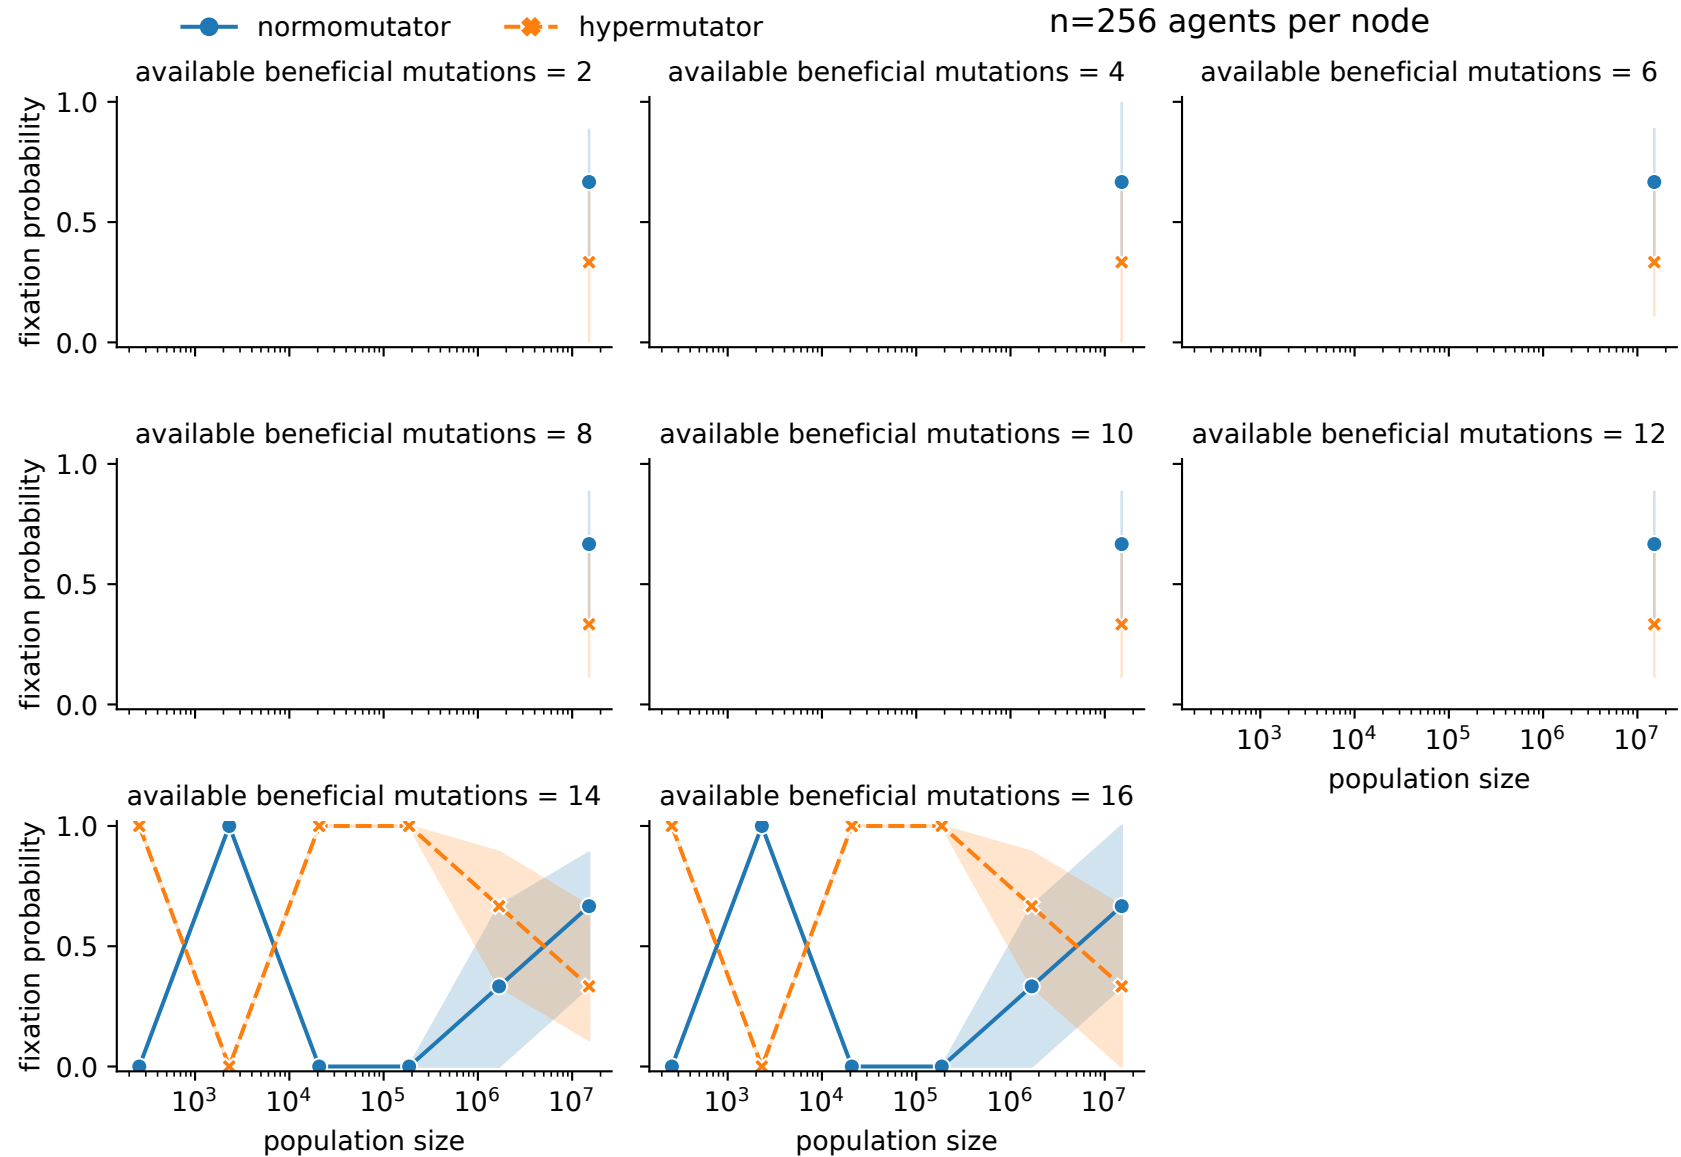 normomutator hypermutator n=256 agents per node
available beneficial mutations = 2 available beneficial mutations = 4 available beneficial mutations = 6
fixation probability
1.0
0.5
0.0
available beneficial mutations = 8 available beneficial mutations = 10 available beneficial mutations = 12
fixation probability
1.0
0.5
0.0
10³ 10⁴ 10⁵ 10⁶ 10⁷
population size
available beneficial mutations = 14 available beneficial mutations = 16
fixation probability
1.0
0.5
0.0
10³ 10⁴ 10⁵ 10⁶ 10⁷ 10³ 10⁴ 10⁵ 10⁶ 10⁷
population size population size